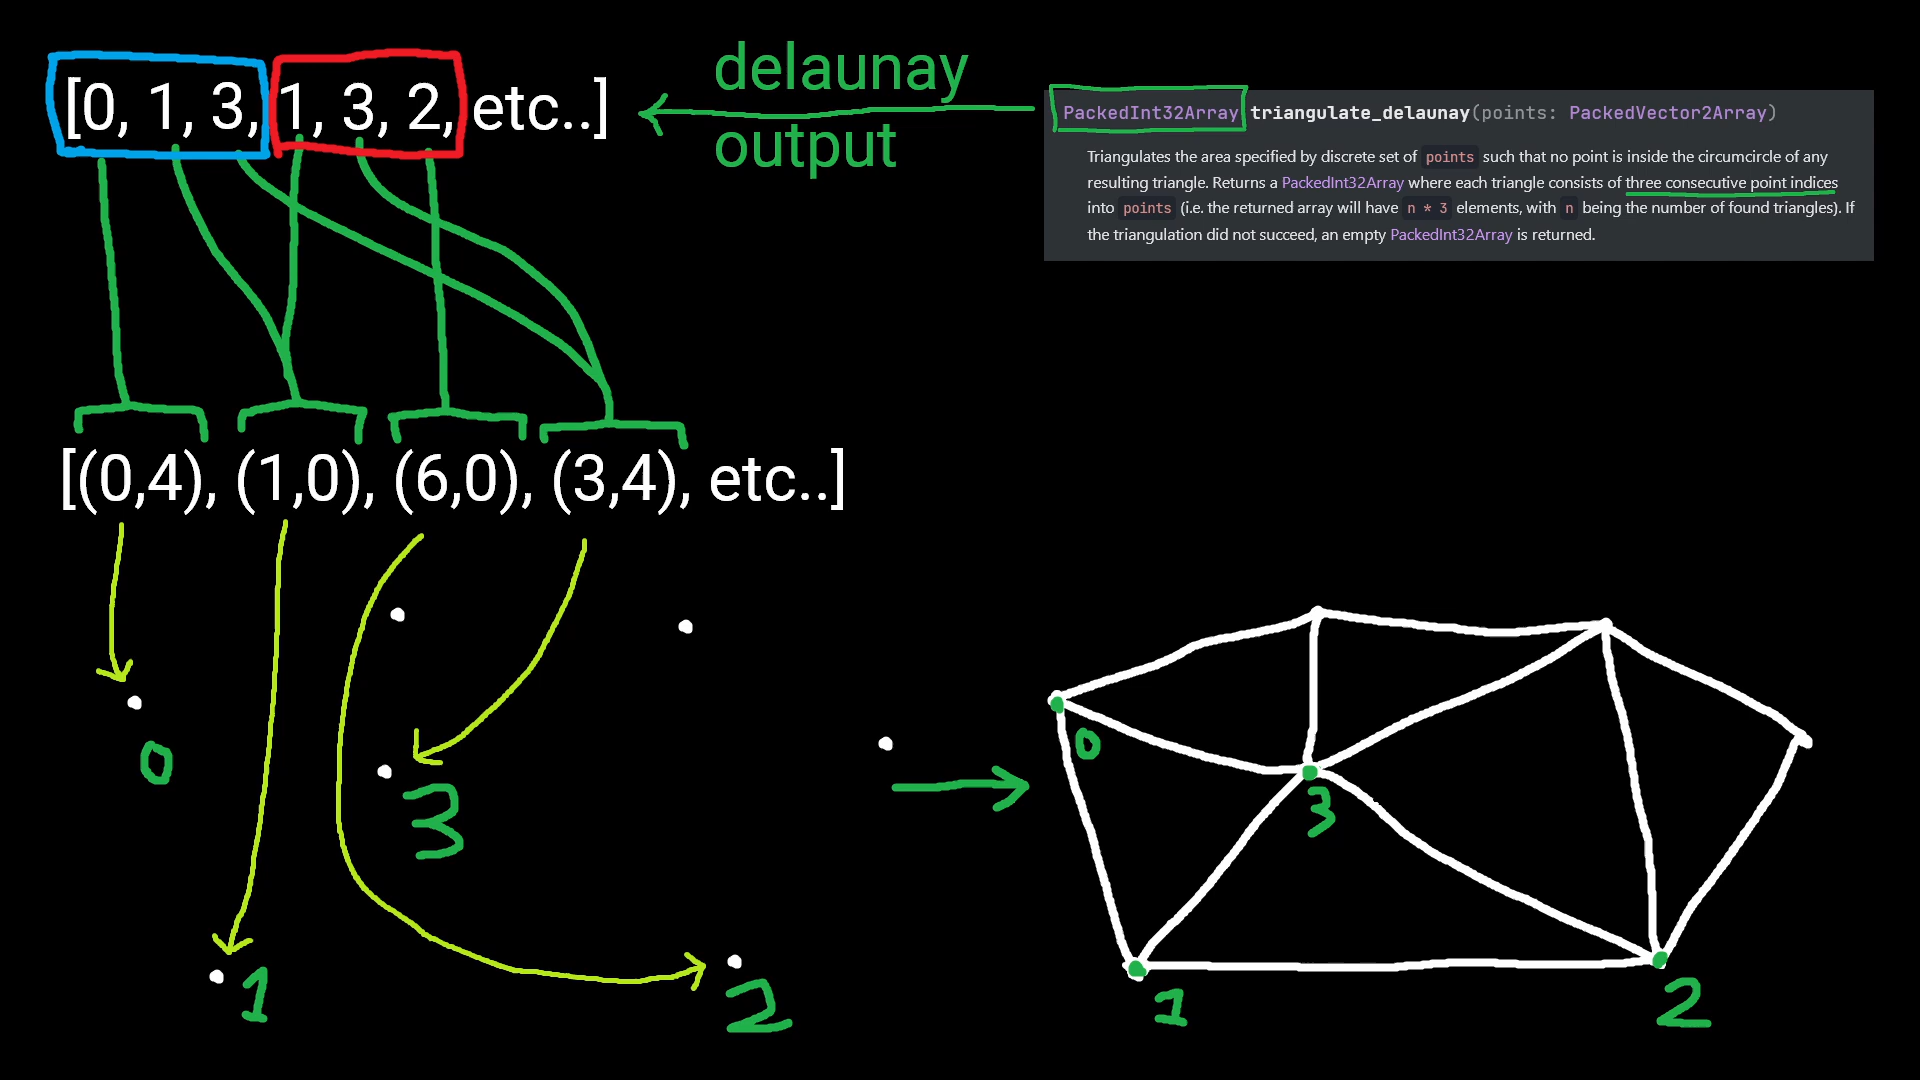 [0, 1, 3, 1, 3, 2, etc..]
delaunay
output
PackedInt32Array triangulate_delaunay(points: PackedVector2Array)
Triangulates the area specified by discrete set of points such that no point is inside the circumcircle of any
resulting triangle. Returns a PackedInt32Array where each triangle consists of three consecutive point indices
into points (i.e. the returned array will have n * 3 elements, with n being the number of found triangles). If
the triangulation did not succeed, an empty PackedInt32Array is returned.
[(0,4), (1,0), (6,0), (3,4), etc..]
0
3
1
2
0
3
1
2